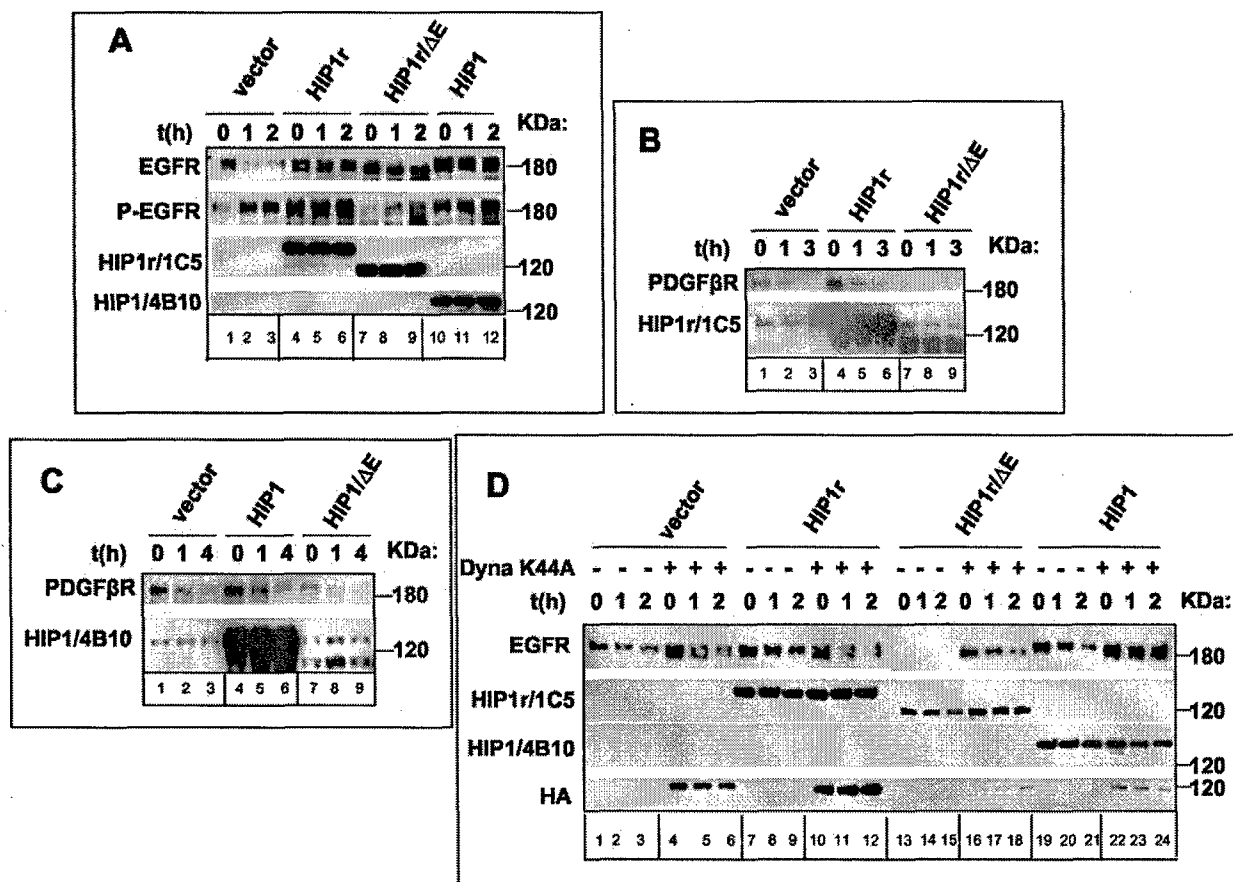 A
vector HIP1r HIP1r/ΔE HIP1
t(h) 0 1 2 0 1 2 0 1 2 0 1 2 KDa:
EGFR 180
P-EGFR 180
HIP1r/1C5 120
HIP1/4B10 120
1 2 3 4 5 6 7 8 9 10 11 12
B
vector HIP1r HIP1r/ΔE
t(h) 0 1 3 0 1 3 0 1 3 KDa:
PDGFβR 180
HIP1r/1C5 120
1 2 3 4 5 6 7 8 9
C
vector HIP1 HIP1/ΔE
t(h) 0 1 4 0 1 4 0 1 4 KDa:
PDGFβR 180
HIP1/4B10 120
1 2 3 4 5 6 7 8 9
D
vector HIP1r HIP1r/ΔE HIP1
Dyna K44A - - - + + + - - - + + + - - - + + + - - - + + +
t(h) 0 1 2 0 1 2 0 1 2 0 1 2 0 1 2 0 1 2 0 1 2 0 1 2 KDa:
EGFR 180
HIP1r/1C5 120
HIP1/4B10 120
HA 120
1 2 3 4 5 6 7 8 9 10 11 12 13 14 15 16 17 18 19 20 21 22 23 24